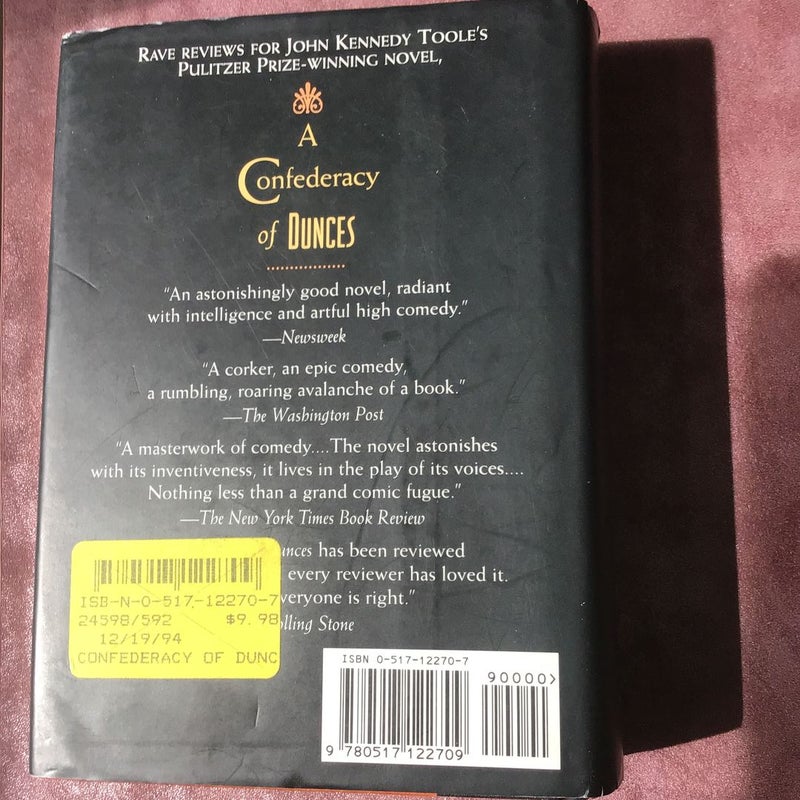 RAVE REVIEWS FOR JOHN KENNEDY TOOLE'S
PULITZER PRIZE-WINNING NOVEL,
A
Confederacy
of DUNCES
“An astonishingly good novel, radiant
with intelligence and artful high comedy.”
—Newsweek
“A corker, an epic comedy,
a rumbling, roaring avalanche of a book.”
—The Washington Post
“A masterwork of comedy....The novel astonishes
with its inventiveness, it lives in the play of its voices....
Nothing less than a grand comic fugue.”
—The New York Times Book Review
has been reviewed
every reviewer has loved it.
is right.”
Stone
ISB-N-0-517-12270-7
24598/592 $9.98
12/19/94
CONFEDERACY OF DUNC
ISBN 0-517-12270-7
90000>
9 780517 122709